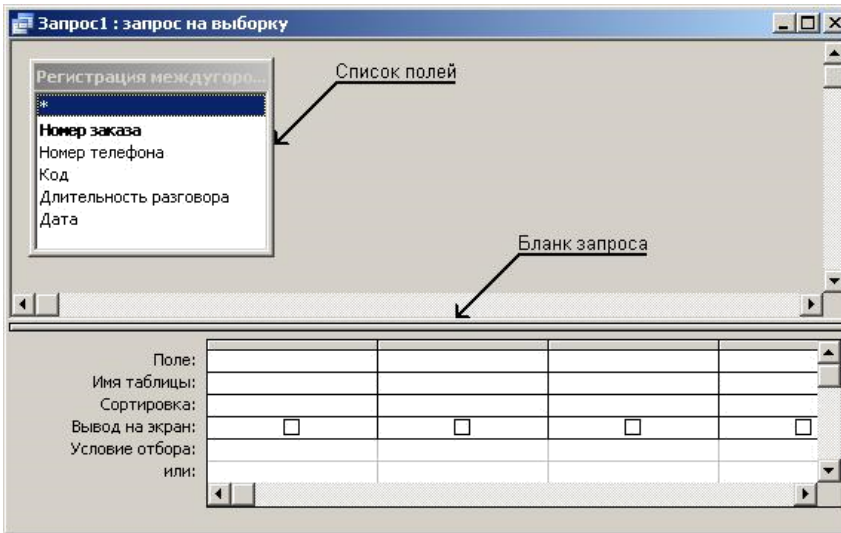 Запрос1 : запрос на выборку
Список полей
Регистрация междугоро...
*
Номер заказа
Номер телефона
Код
Длительность разговора
Дата
Бланк запроса
Поле:
Имя таблицы:
Сортировка:
Вывод на экран:
Условие отбора:
или: